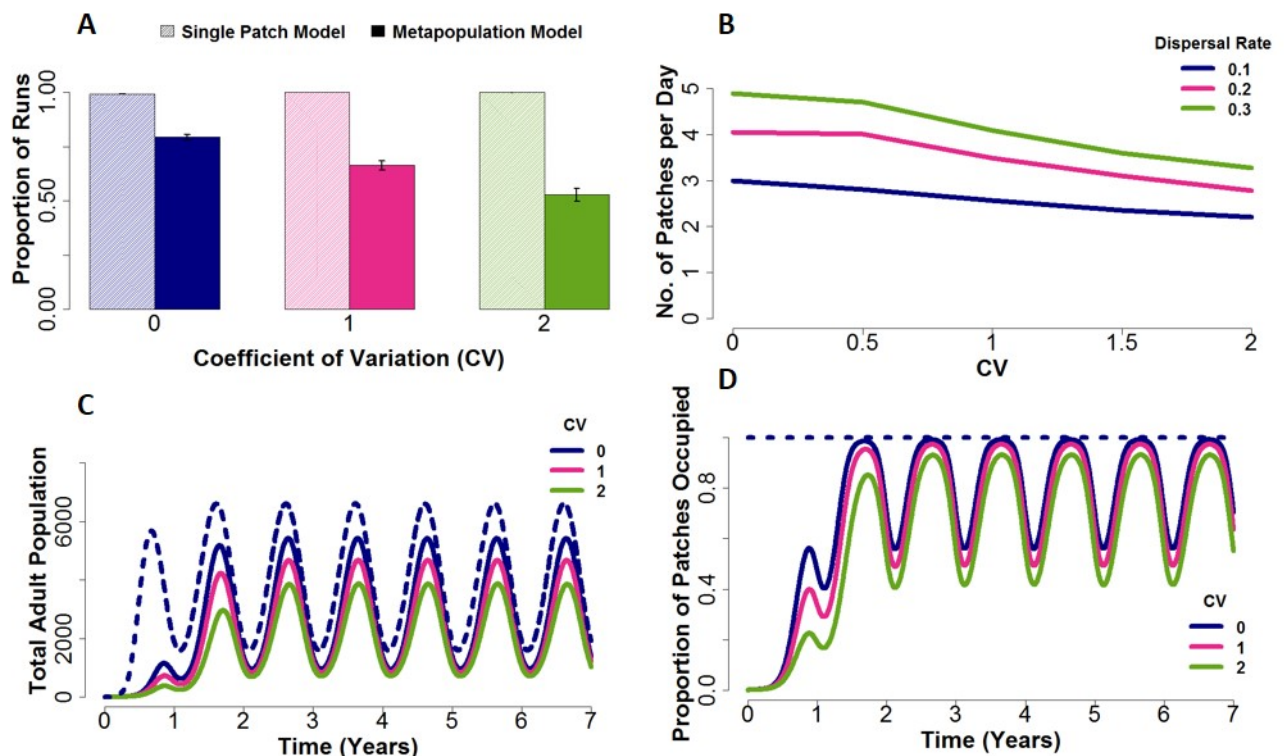 A
Single Patch Model Metapopulation Model
Proportion of Runs
1.00
0.50
0.00
0 1 2
Coefficient of Variation (CV)
B
Dispersal Rate
0.1
0.2
0.3
No. of Patches per Day
5
4
3
2
1
0
0 0.5 1 1.5 2
CV
C
CV
0
1
2
Total Adult Population
6000
2000
0
0 1 2 3 4 5 6 7
Time (Years)
D
Proportion of Patches Occupied
0.8
0.4
0.0
CV
0
1
2
0 1 2 3 4 5 6 7
Time (Years)